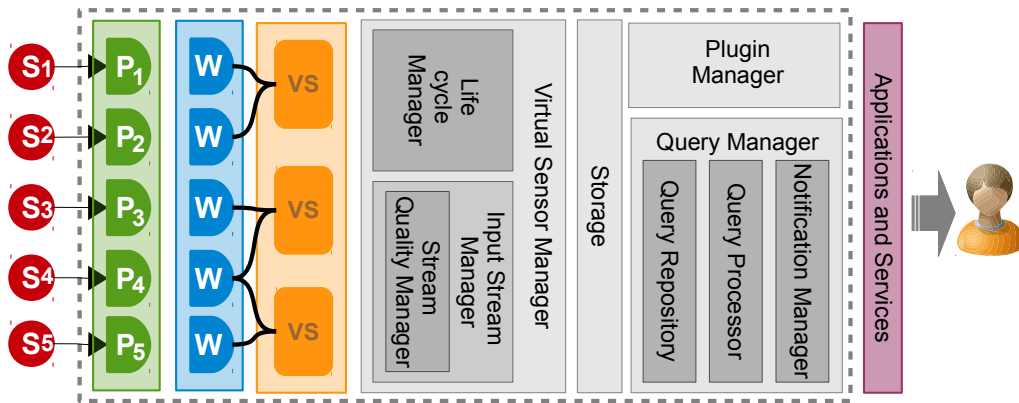 S1
S2
S3
S4
S5
P1
P2
P3
P4
P5
W
W
W
W
W
VS
VS
VS
Life
cycle
Manager
Input Stream
Manager
Stream
Quality Manager
Virtual Sensor Manager
Storage
Plugin
Manager
Query Manager
Query Repository
Query Processor
Notification Manager
Applications and Services